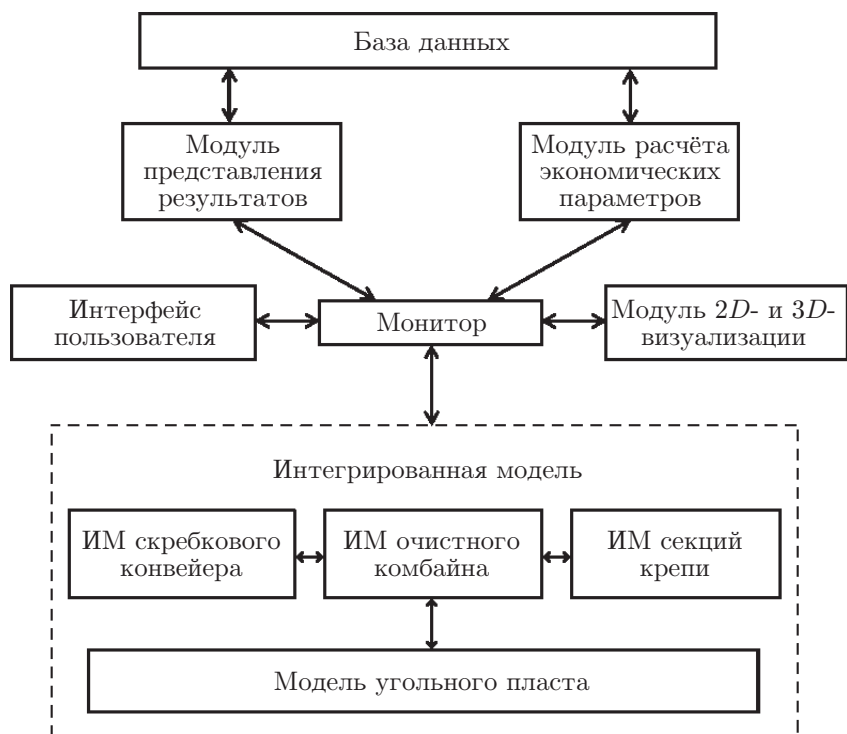 База данных
Модуль
представления
результатов
Модуль расчёта
экономических
параметров
Интерфейс
пользователя
Монитор
Модуль 2D- и 3D-
визуализации
Интегрированная модель
ИМ скребкового
конвейера
ИМ очистного
комбайна
ИМ секций
крепи
Модель угольного пласта